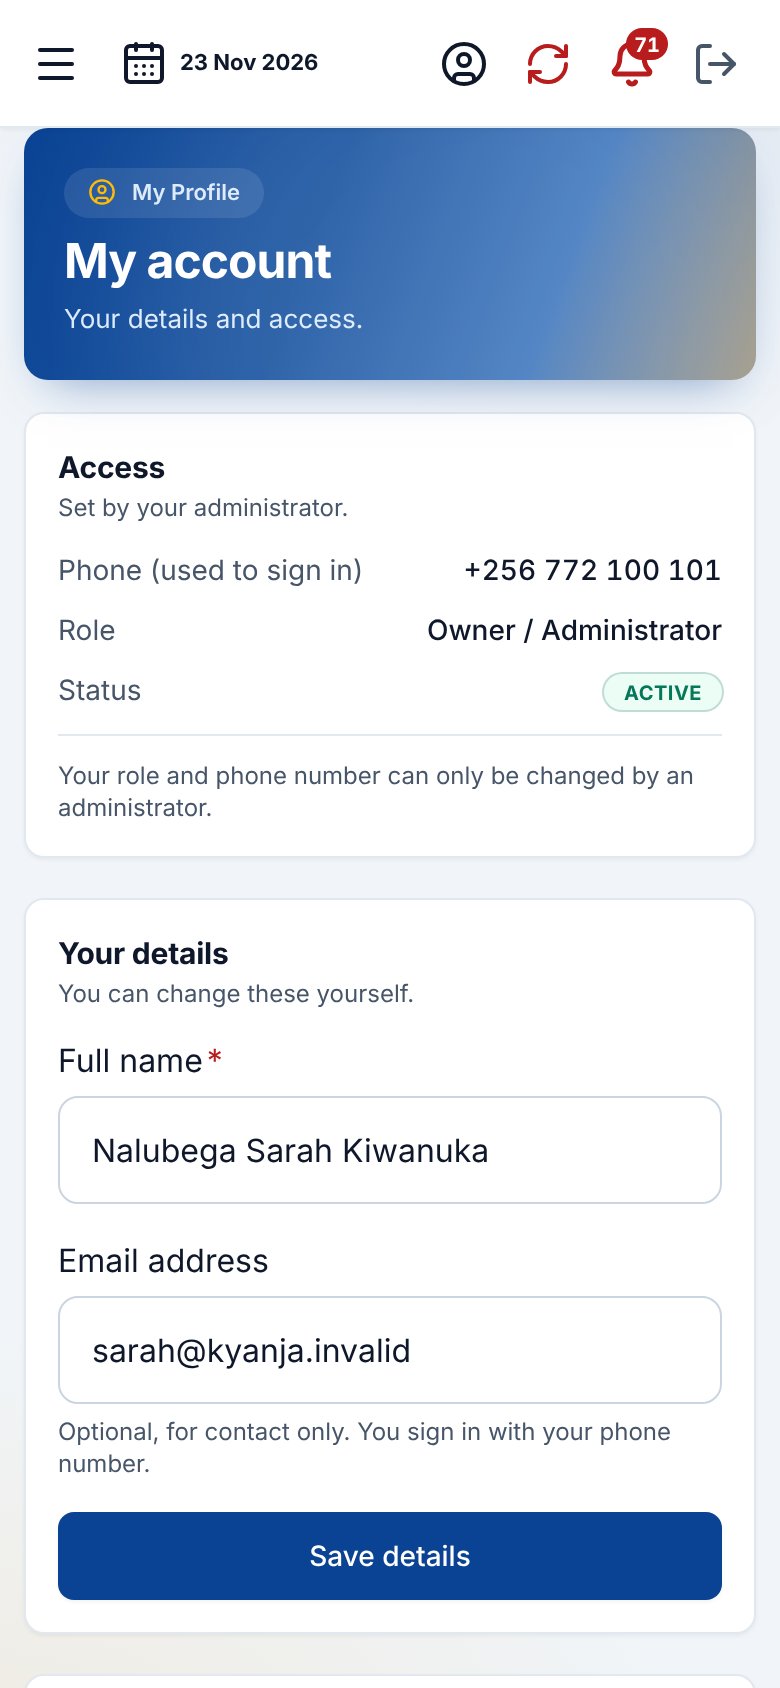 23 Nov 2026
71
My Profile
My account
Your details and access.
Access
Set by your administrator.
Phone (used to sign in) +256 772 100 101
Role Owner / Administrator
Status ACTIVE
Your role and phone number can only be changed by an
administrator.
Your details
You can change these yourself.
Full name*
Nalubega Sarah Kiwanuka
Email address
sarah@kyanja.invalid
Optional, for contact only. You sign in with your phone
number.
Save details